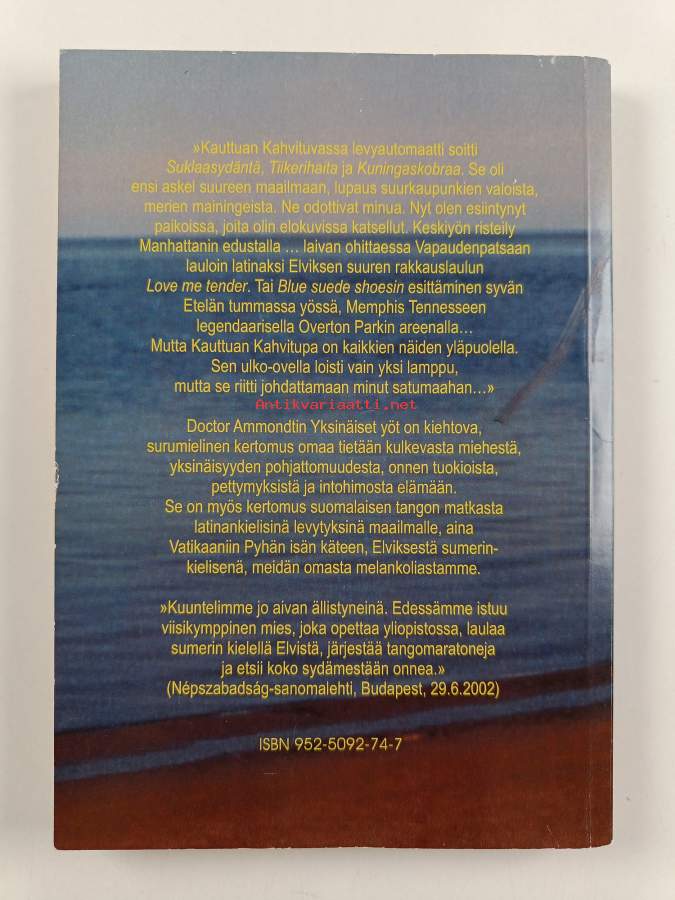 »Kauttuan Kahvituvassa levyautomaatti soitti
Suklaasydäntä, Tiikerihaita ja Kuningaskobraa. Se oli
ensi askel suureen maailmaan, lupaus suurkaupunkien valoista,
merien mainingeista. Ne odottivat minua. Nyt olen esiintynyt
paikoissa, joita olin elokuvissa katsellut. Keskiyön risteily
Manhattanin edustalla ... laivan ohittaessa Vapaudenpatsaan
lauloin latinaksi Elviksen suuren rakkauslaulun
Love me tender. Tai Blue suede shoesin esittäminen syvän
Etelän tummassa yössä, Memphis Tennesseen
legendaarisella Overton Parkin areenalla...
Mutta Kauttuan Kahvitupa on kaikkien näiden yläpuolella.
Sen ulko-ovella loisti vain yksi lamppu,
mutta se riitti johdattamaan minut satumaahan...»
Antikvariaatti.net
Doctor Ammondtin Yksinäiset yöt on kiehtova,
surumielinen kertomus omaa tietään kulkevasta miehestä,
yksinäisyyden pohjattomuudesta, onnen tuokioista,
pettymyksistä ja intohimosta elämään.
Se on myös kertomus suomalaisen tangon matkasta
latinankielisinä levytyksinä maailmalle, aina
Vatikaaniin Pyhän isän käteen, Elviksestä sumerin-
kielisenä, meidän omasta melankoliastamme.
»Kuuntelimme jo aivan ällistyneinä. Edessämme istuu
viisikymppinen mies, joka opettaa yliopistossa, laulaa
sumerin kielellä Elvistä, järjestää tangomaratoneja
ja etsii koko sydämestään onnea.»
(Népszabadság-sanomalehti, Budapest, 29.6.2002)
ISBN 952-5092-74-7